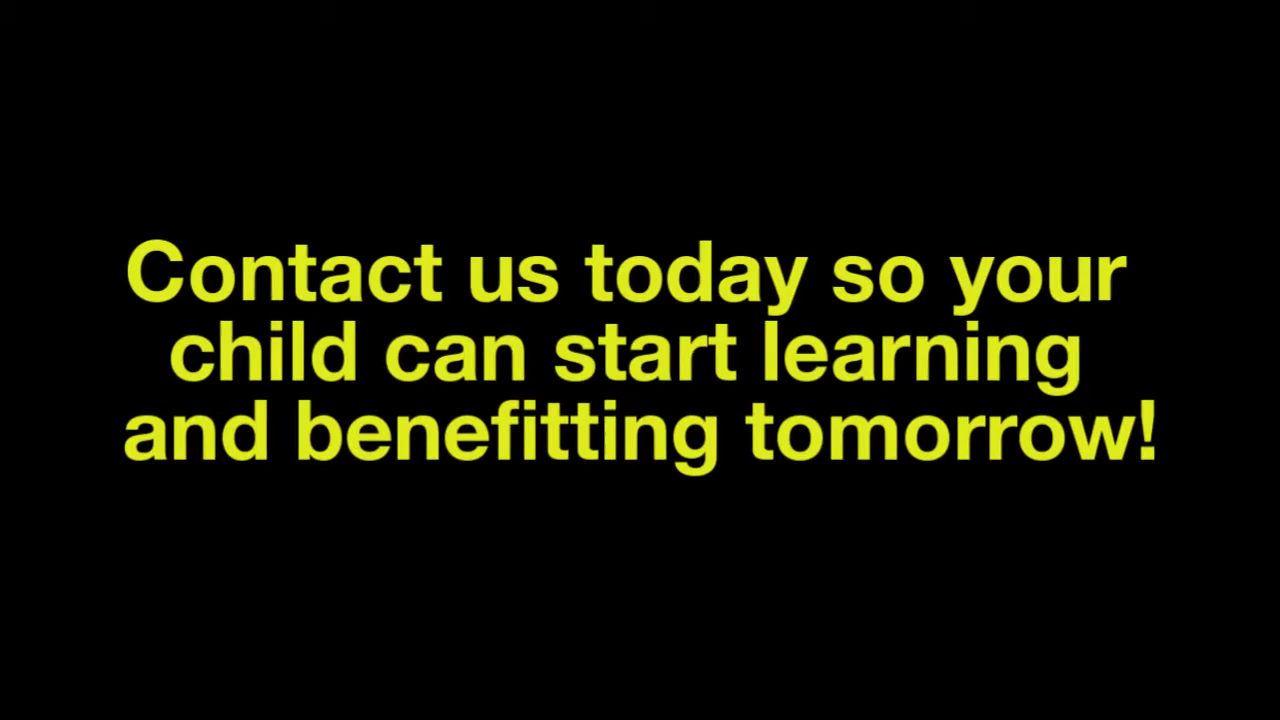 Contact us today so your
child can start learning
and benefitting tomorrow!